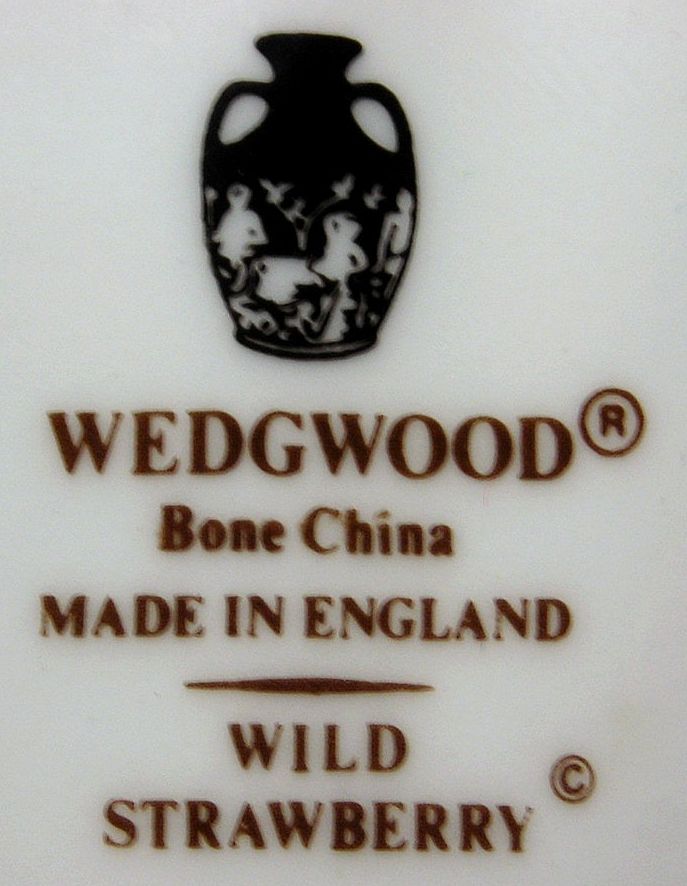 WEDGWOOD®
Bone China
MADE IN ENGLAND
WILD
STRAWBERRY ©